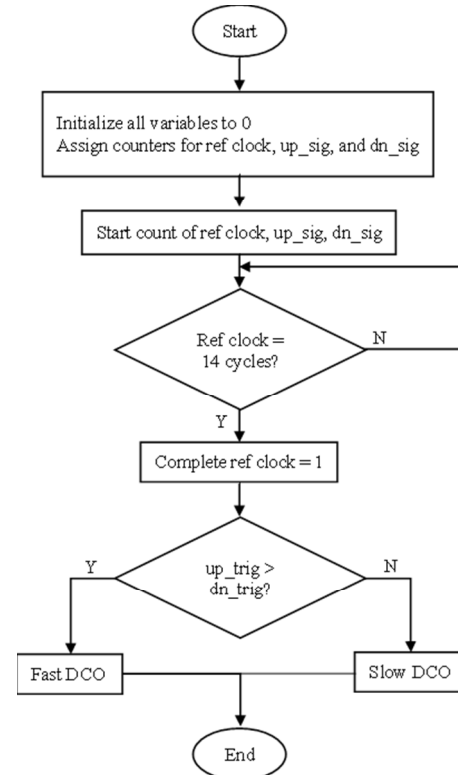 Start
Initialize all variables to 0
Assign counters for ref clock, up_sig, and dn_sig
Start count of ref clock, up_sig, dn_sig
Ref clock =
14 cycles?
N
Y
Complete ref clock = 1
up_trig >
dn_trig?
Y
N
Fast DCO
Slow DCO
End